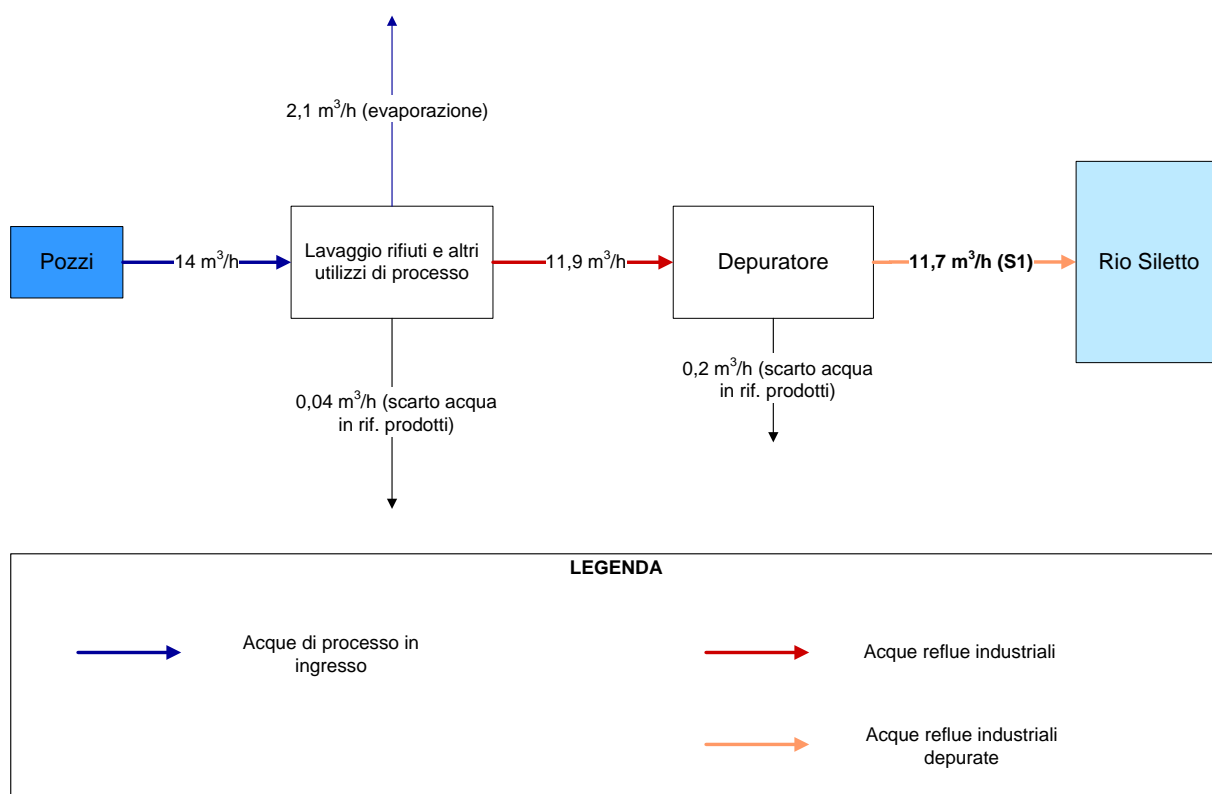 2,1 m³/h (evaporazione)
Pozzi
14 m³/h
Lavaggio rifiuti e altri
utilizzi di processo
11,9 m³/h
Depuratore
11,7 m³/h (S1)
Rio Siletto
0,04 m³/h (scarto acqua
in rif. prodotti)
0,2 m³/h (scarto acqua
in rif. prodotti)
LEGENDA
Acque di processo in
ingresso
Acque reflue industriali
Acque reflue industriali
depurate